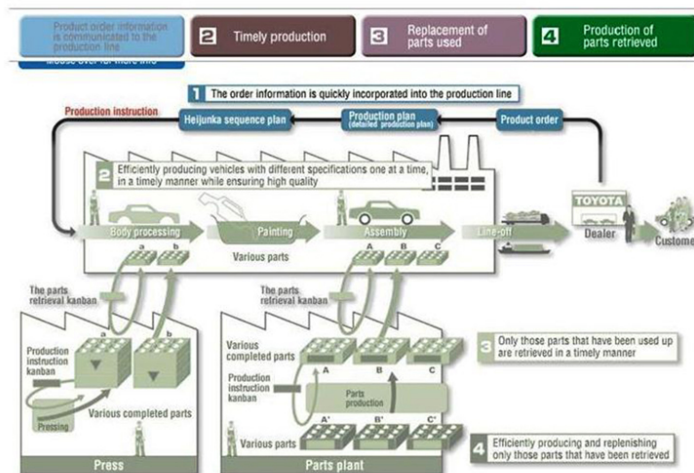 Product order information
is communicated to the
production line
2 Timely production
3 Replacement of
parts used
4 Production of
parts retrieved
Mouse over for more info
1 The order information is quickly incorporated into the production line
Production instruction
Heijunka sequence plan
Production plan
(detailed production plan)
Product order
2 Efficiently producing vehicles with different specifications one at a time,
in a timely manner while ensuring high quality
TOYOTA
Body processing
Painting
Assembly
Line-off
Dealer
Customer
a
b
Various parts
A
B
C
The parts
retrieval kanban
The parts
retrieval kanban
a
b
Production
instruction
kanban
Pressing
Various completed parts
Press
Various
completed parts
A
B
C
Production
instruction
kanban
Parts
production
A'
B'
C'
Various parts
Parts plant
3 Only those parts that have been used up
are retrieved in a timely manner
4 Efficiently producing and replenishing
only those parts that have been retrieved